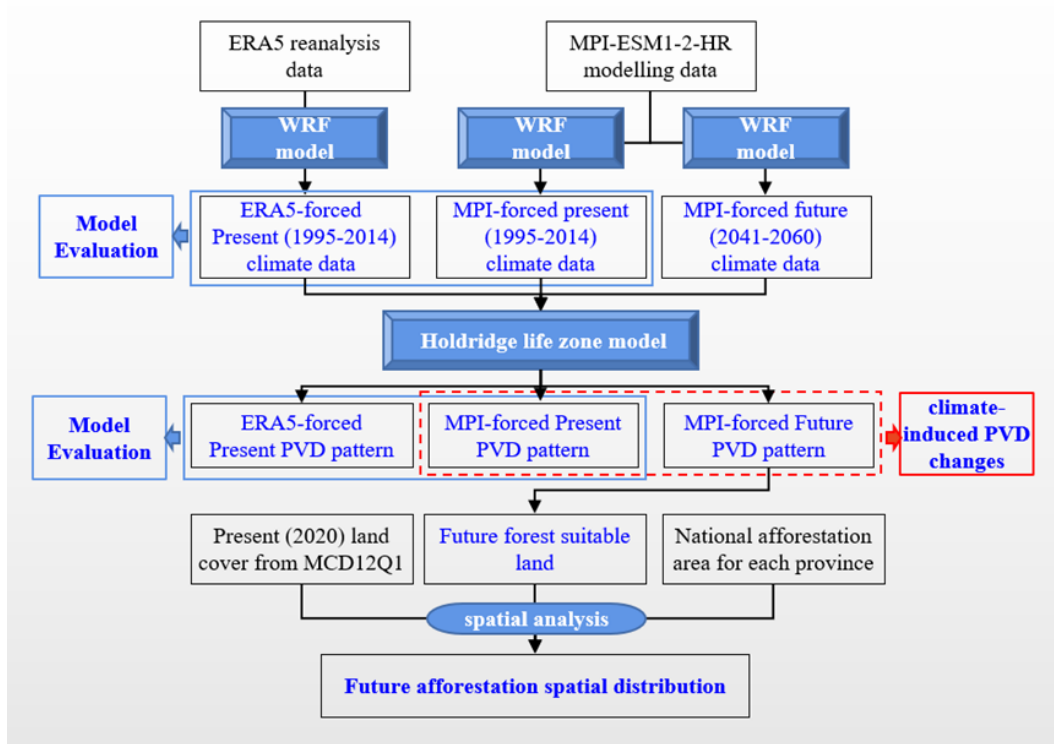 ERA5 reanalysis
data
MPI-ESM1-2-HR
modelling data
WRF
model
WRF
model
WRF
model
Model
Evaluation
ERA5-forced
Present (1995-2014)
climate data
MPI-forced present
(1995-2014)
climate data
MPI-forced future
(2041-2060)
climate data
Holdridge life zone model
Model
Evaluation
ERA5-forced
Present PVD pattern
MPI-forced Present
PVD pattern
MPI-forced Future
PVD pattern
climate-
induced PVD
changes
Present (2020) land
cover from MCD12Q1
Future forest suitable
land
National afforestation
area for each province
spatial analysis
Future afforestation spatial distribution